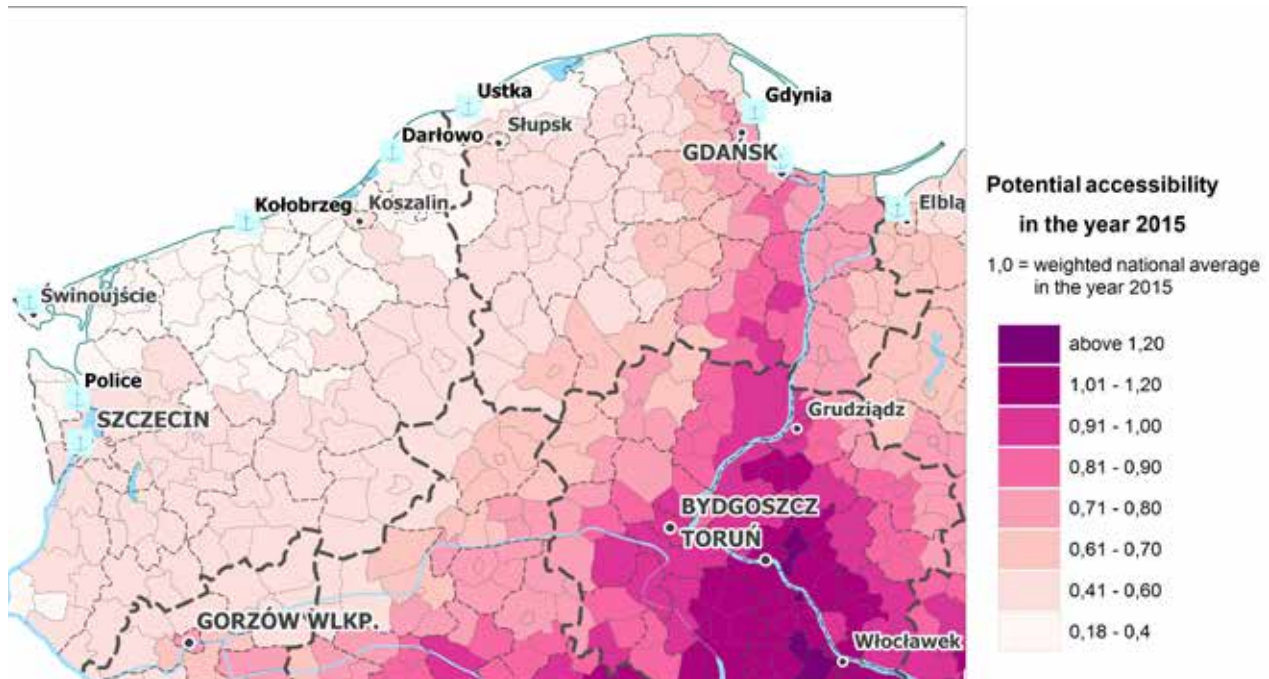 Ustka
Gdynia
Słupsk
Darłowo
GDAŃSK
Kołobrzeg
Koszalin
Elblą
Świnoujście
Police
SZCZECIN
Grudziądz
BYDGOSZCZ
TORUŃ
GORZÓW WLKP.
Włocławek
Potential accessibility
in the year 2015
1,0 = weighted national average
in the year 2015
above 1,20
1,01 - 1,20
0,91 - 1,00
0,81 - 0,90
0,71 - 0,80
0,61 - 0,70
0,41 - 0,60
0,18 - 0,4